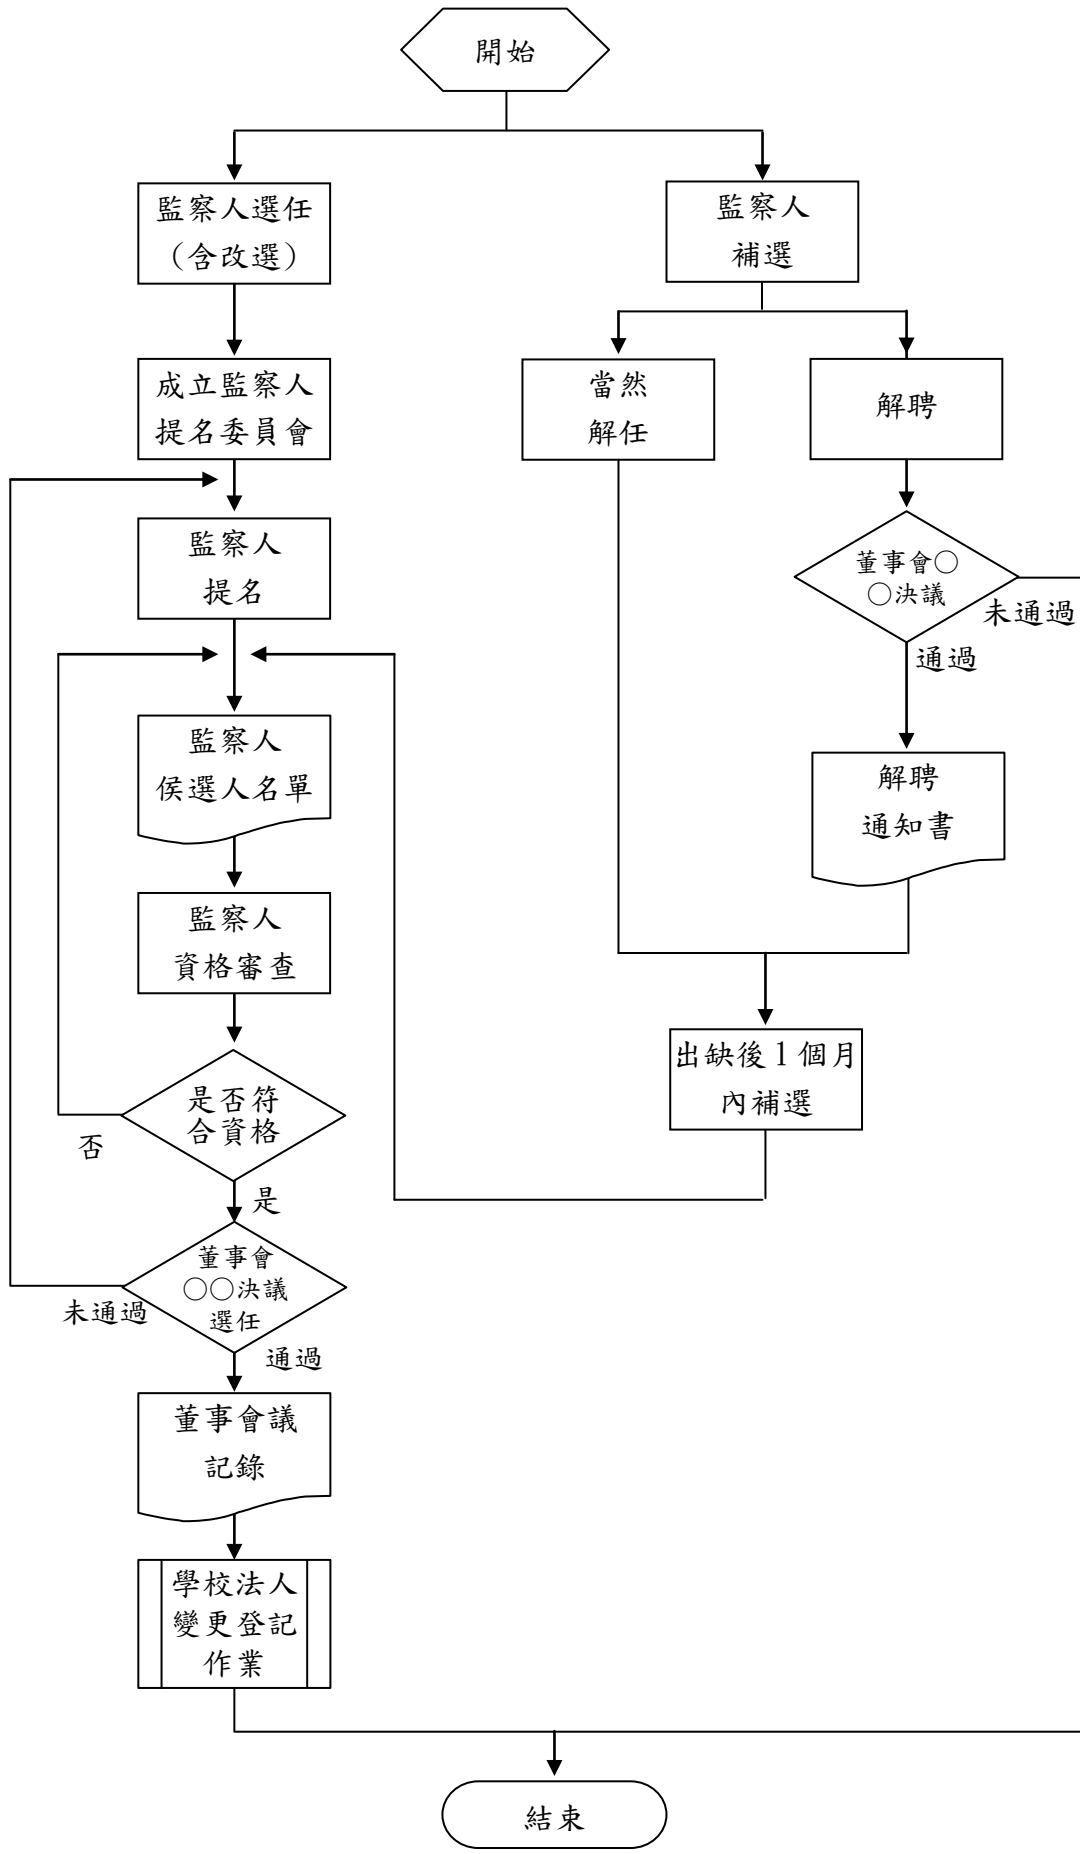 開始
監察人選任
（含改選）
監察人
補選
成立監察人
提名委員會
當然
解任
解聘
監察人
提名
董事會○
○決議
未通過
通過
監察人
侯選人名單
解聘
通知書
監察人
資格審查
出缺後1個月
內補選
是否符
合資格
否
是
董事會
○○決議
選任
未通過
通過
董事會議
記錄
學校法人
變更登記
作業
結束